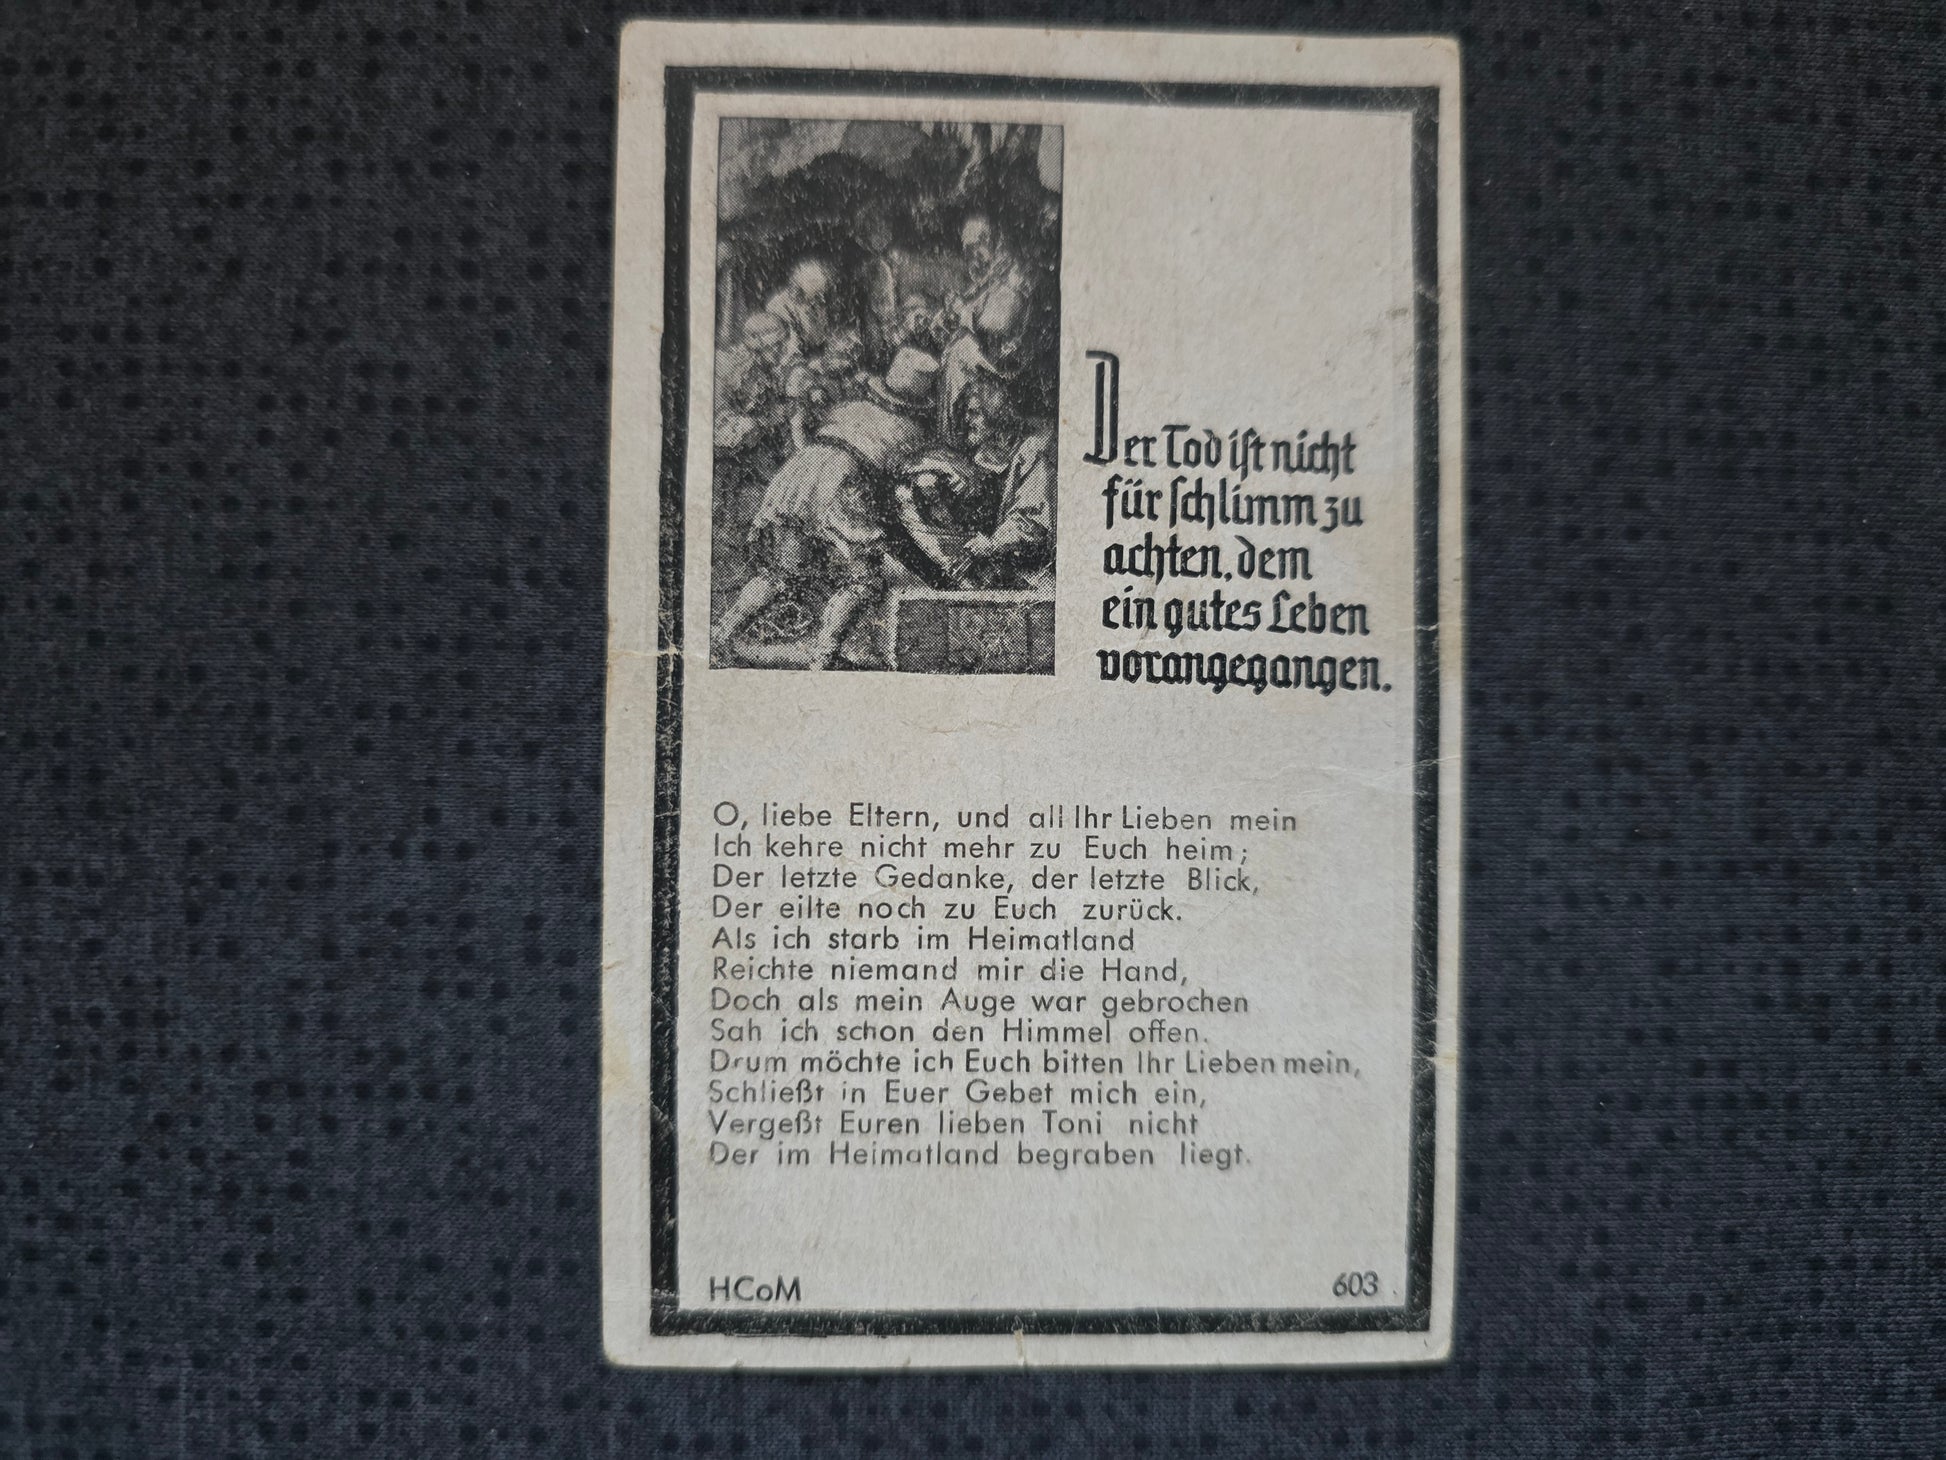 Der Tod ist nicht
für schlimm zu
achten, dem
ein gutes Leben
vorangegangen.
O, liebe Eltern, und all Ihr Lieben mein
Ich kehre nicht mehr zu Euch heim;
Der letzte Gedanke, der letzte Blick,
Der eilte noch zu Euch zurück.
Als ich starb im Heimatland
Reichte niemand mir die Hand,
Doch als mein Auge war gebrochen
Sah ich schon den Himmel offen.
Drum möchte ich Euch bitten Ihr Lieben mein,
Schließt in Euer Gebet mich ein,
Vergeßt Euren lieben Toni nicht
Der im Heimatland begraben liegt.
HCoM
603